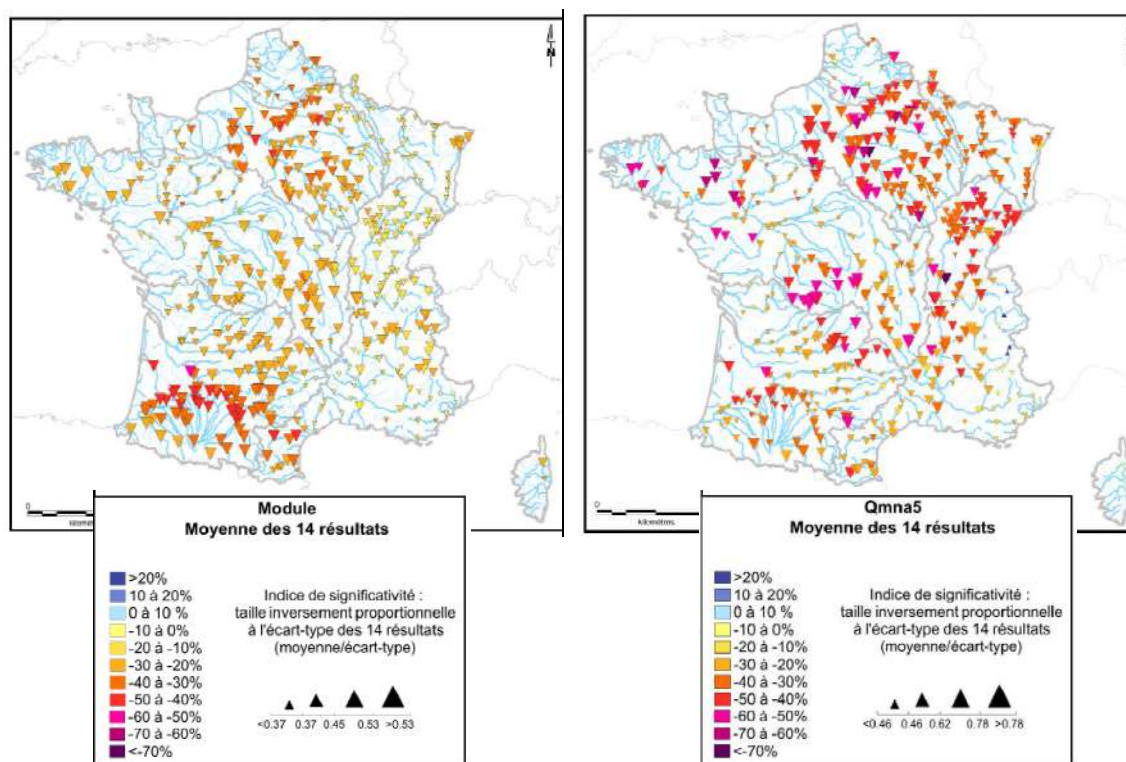 N
0
kilomètres
Module
Moyenne des 14 résultats
>20%
10 à 20%
0 à 10 %
-10 à 0%
-20 à -10%
-30 à -20%
-40 à -30%
-50 à -40%
-60 à -50%
-70 à -60%
<-70%
Indice de significativité :
taille inversement proportionnelle
à l'écart-type des 14 résultats
(moyenne/écart-type)
<0.37 0.37 0.45 0.53 >0.53
N
0
Kilomètres
Qmna5
Moyenne des 14 résultats
>20%
10 à 20%
0 à 10 %
-10 à 0%
-20 à -10%
-30 à -20%
-40 à -30%
-50 à -40%
-60 à -50%
-70 à -60%
<-70%
Indice de significativité :
taille inversement proportionnelle
à l'écart-type des 14 résultats
(moyenne/écart-type)
<0.46 0.46 0.62 0.78 >0.78